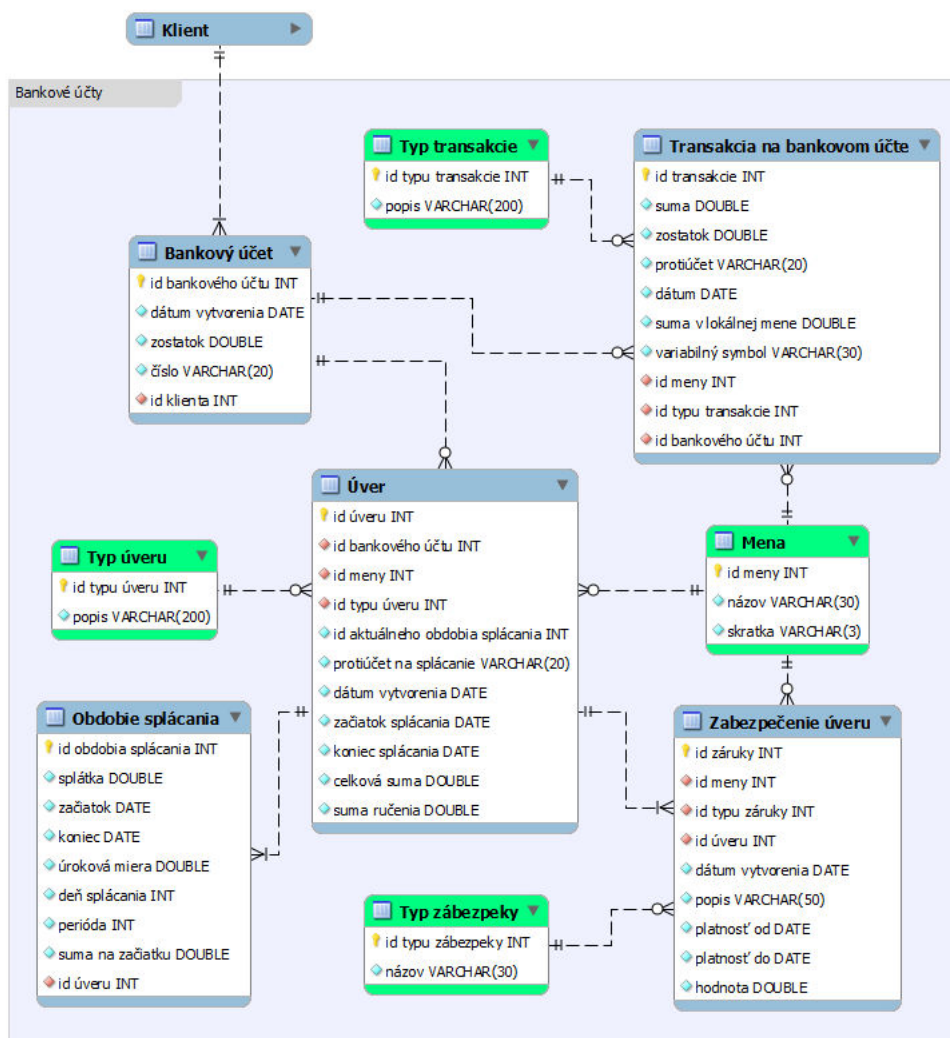 Klient
Bankové účty
Typ transakcie
id typu transakcie INT
popis VARCHAR(200)
Transakcia na bankovom účte
id transakcie INT
suma DOUBLE
zostatok DOUBLE
protiúčet VARCHAR(20)
dátum DATE
suma v lokálnej mene DOUBLE
variabilný symbol VARCHAR(30)
id meny INT
id typu transakcie INT
id bankového účtu INT
Bankový účet
id bankového účtu INT
dátum vytvorenia DATE
zostatok DOUBLE
číslo VARCHAR(20)
id klienta INT
Úver
id úveru INT
id bankového účtu INT
id meny INT
id typu úveru INT
id aktuálneho obdobia splácania INT
protiúčet na splácanie VARCHAR(20)
dátum vytvorenia DATE
začiatok splácania DATE
koniec splácania DATE
celková suma DOUBLE
suma ručenia DOUBLE
Typ úveru
id typu úveru INT
popis VARCHAR(200)
Mena
id meny INT
názov VARCHAR(30)
skratka VARCHAR(3)
Obdobie splácania
id obdobia splácania INT
splátka DOUBLE
začiatok DATE
koniec DATE
úroková miera DOUBLE
deň splácania INT
perióda INT
suma na začiatku DOUBLE
id úveru INT
Zabezpečenie úveru
id záruky INT
id meny INT
id typu záruky INT
id úveru INT
dátum vytvorenia DATE
popis VARCHAR(50)
platnosť od DATE
platnosť do DATE
hodnota DOUBLE
Typ zábezpeky
id typu zábezpeky INT
názov VARCHAR(30)